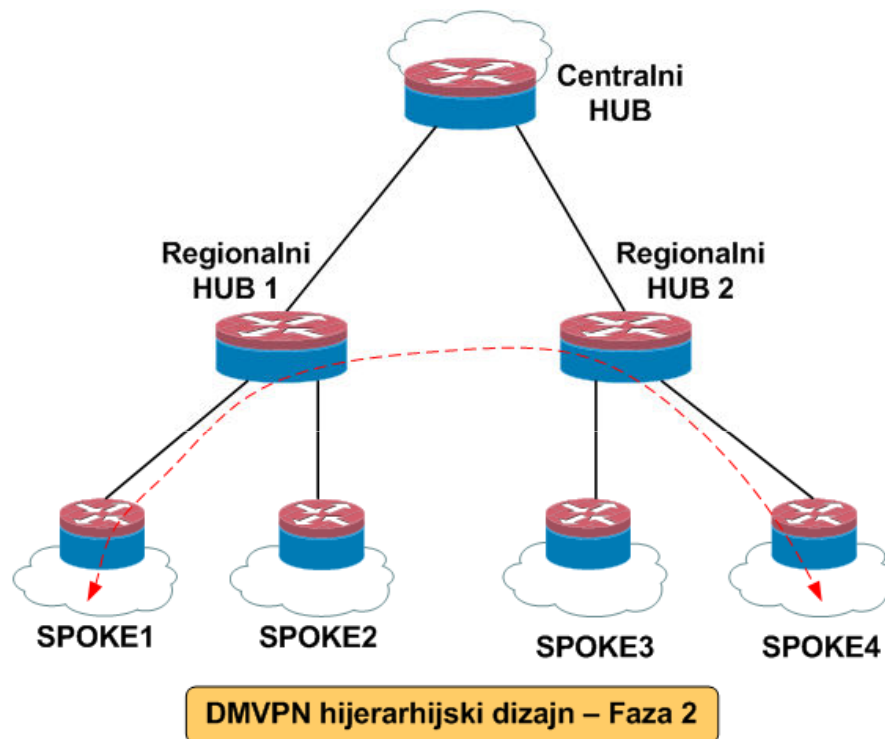 Centralni
HUB
Regionalni
HUB 1
Regionalni
HUB 2
SPOKE1
SPOKE2
SPOKE3
SPOKE4
DMVPN hijerarhijski dizajn – Faza 2